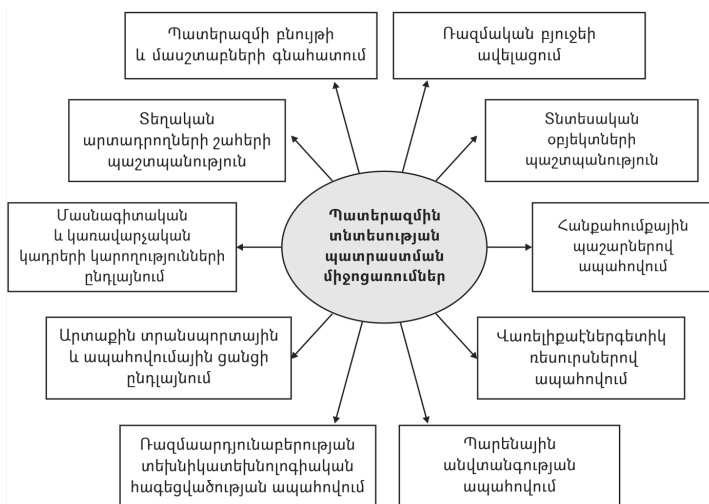 Պատերազմի բնույթի
և մասշտաբների գնահատում
Ռազմական բյուջեի
ավելացում
Տեղական
արտադրողների շահերի
պաշտպանություն
Տնտեսական
օբյեկտների
պաշտպանություն
Մասնագիտական
և կառավարչական
կադրերի կարողությունների
ընդլայնում
Պատերազմին
տնտեսության
պատրաստման
միջոցառումներ
Հանքահումքային
պաշարներով
ապահովում
Արտաքին տրանսպորտային
և ապահովումային ցանցի
ընդլայնում
Վառելիքաէներգետիկ
ռեսուրսներով
ապահովում
Ռազմաարդյունաբերության
տեխնիկատեխնոլոգիական
հագեցվածության ապահովում
Պարենային
անվտանգության
ապահովում